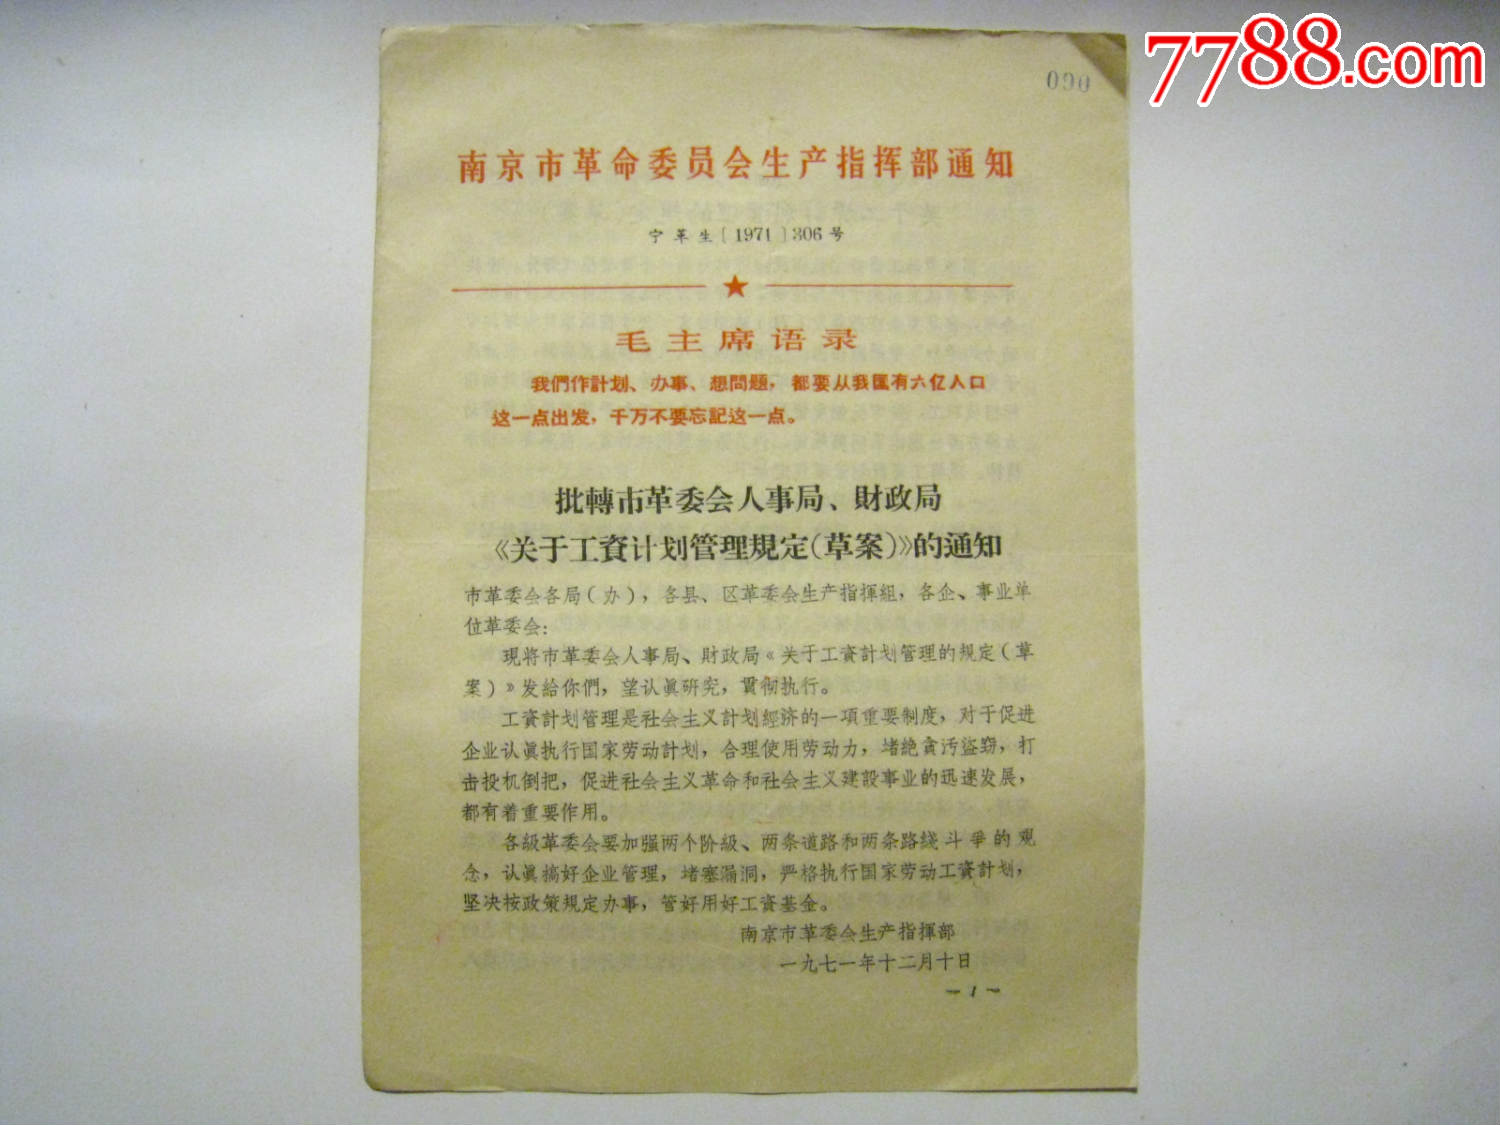 7788.com
090
南京市革命委员会生产指挥部通知
宁革生〔1971〕306号
毛主席语录
我們作計划、办事、想問題，都要从我国有六亿人口
这一点出发，千万不要忘記这一点。
批轉市革委会人事局、財政局
《关于工資计划管理規定（草案）》的通知
市革委会各局（办），各县、区革委会生产指揮組，各企、事业单
位革委会：
現将市革委会人事局、財政局《关于工資計划管理的規定（草
案）》发給你們，望认眞研究，貫彻执行。
工資計划管理是社会主义計划經济的一項重要制度，对于促进
企业认眞执行国家劳动計划，合理使用劳动力，堵絕貪污盜窃，打
击投机倒把，促进社会主义革命和社会主义建設事业的迅速发展，
都有着重要作用。
各級革委会要加强两个阶級、两条道路和两条路綫斗爭的观
念，认眞搞好企业管理，堵塞漏洞，严格执行国家劳动工資計划，
坚决按政策規定办事，管好用好工資基金。
南京市革委会生产指揮部
一九七一年十二月十日
— 1 —